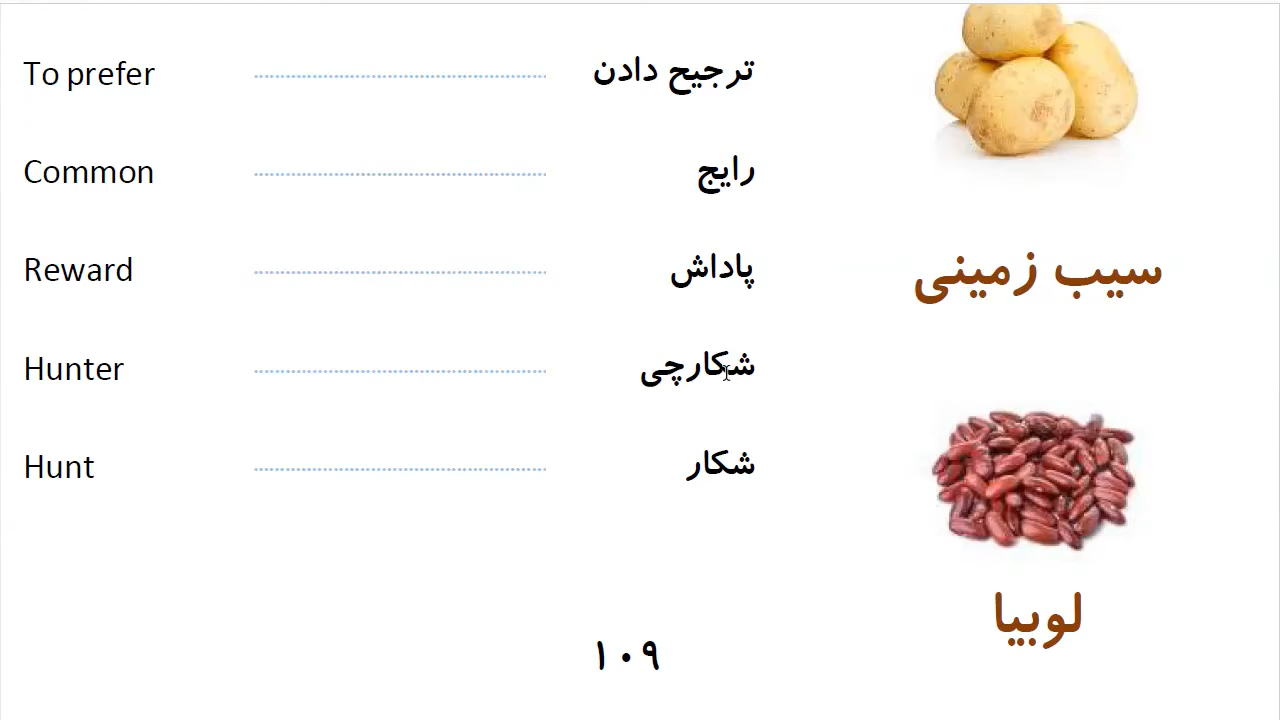 To prefer ترجیح دادن
Common رایج
Reward پاداش
Hunter شکارچی
Hunt شکار
سیب زمینی
لوبیا
۱۰۹